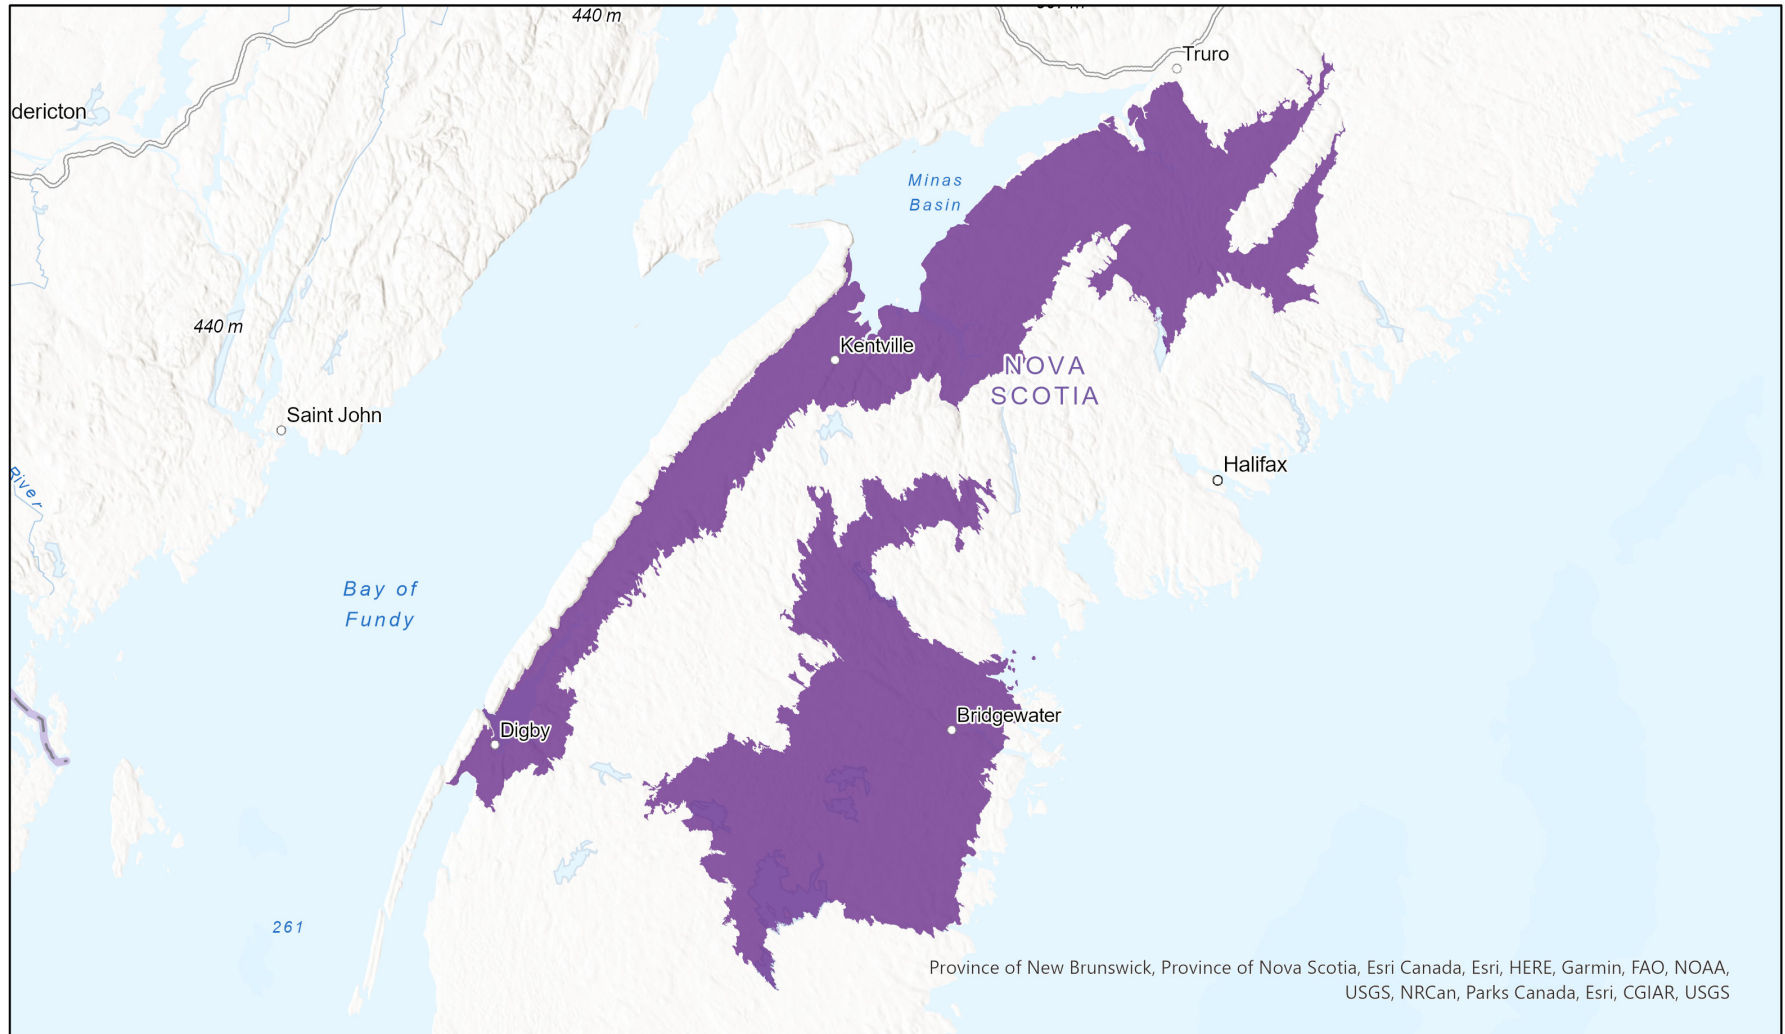 440 m
Truro
dericton
Minas
Basin
440 m
Kentville
NOVA
SCOTIA
Saint John
Halifax
River
Bay of
Fundy
Bridgewater
Digby
261
Province of New Brunswick, Province of Nova Scotia, Esri Canada, Esri, HERE, Garmin, FAO, NOAA,
USGS, NRCan, Parks Canada, Esri, CGIAR, USGS